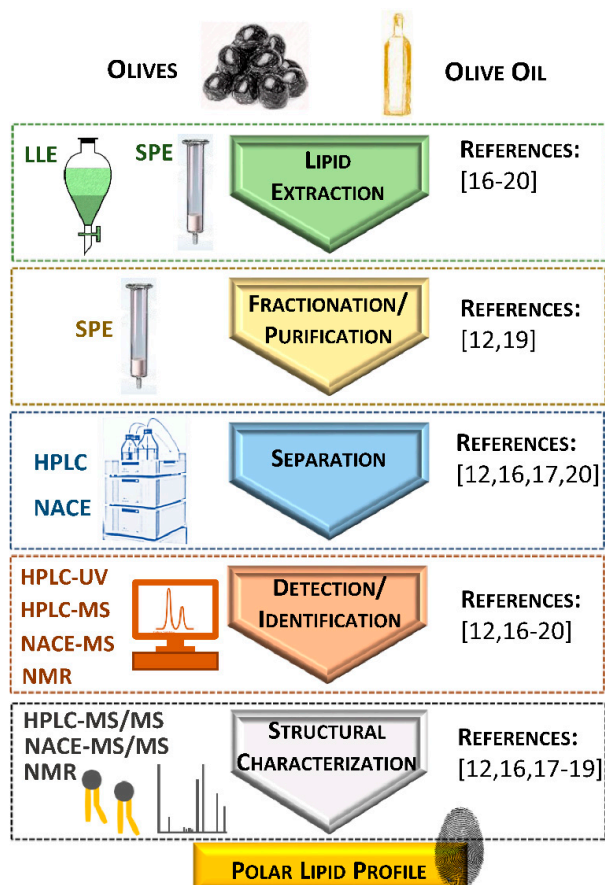 OLIVES
OLIVE OIL
LLE
SPE
LIPID
EXTRACTION
REFERENCES:
[16-20]
SPE
FRACTIONATION/
PURIFICATION
REFERENCES:
[12,19]
HPLC
NACE
SEPARATION
REFERENCES:
[12,16,17,20]
HPLC-UV
HPLC-MS
NACE-MS
NMR
DETECTION/
IDENTIFICATION
REFERENCES:
[12,16-20]
HPLC-MS/MS
NACE-MS/MS
NMR
STRUCTURAL
CHARACTERIZATION
REFERENCES:
[12,16,17-19]
POLAR LIPID PROFILE